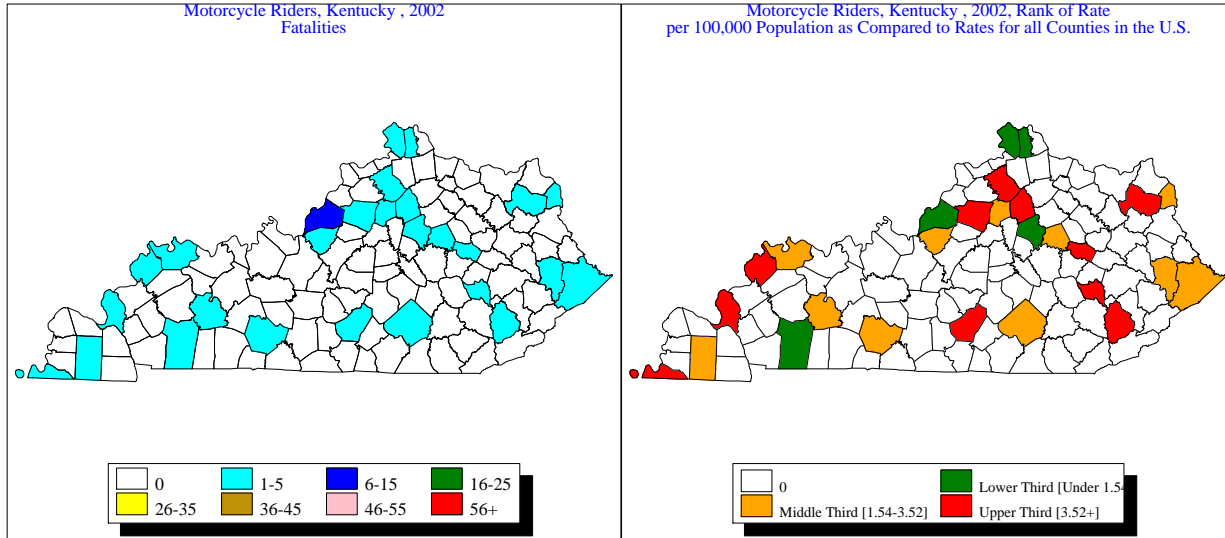 Motorcycle Riders, Kentucky , 2002
Fatalities
0
1-5
6-15
16-25
26-35
36-45
46-55
56+
Motorcycle Riders, Kentucky , 2002, Rank of Rate
per 100,000 Population as Compared to Rates for all Counties in the U.S.
0
Lower Third [Under 1.54
Middle Third [1.54-3.52]
Upper Third [3.52+]